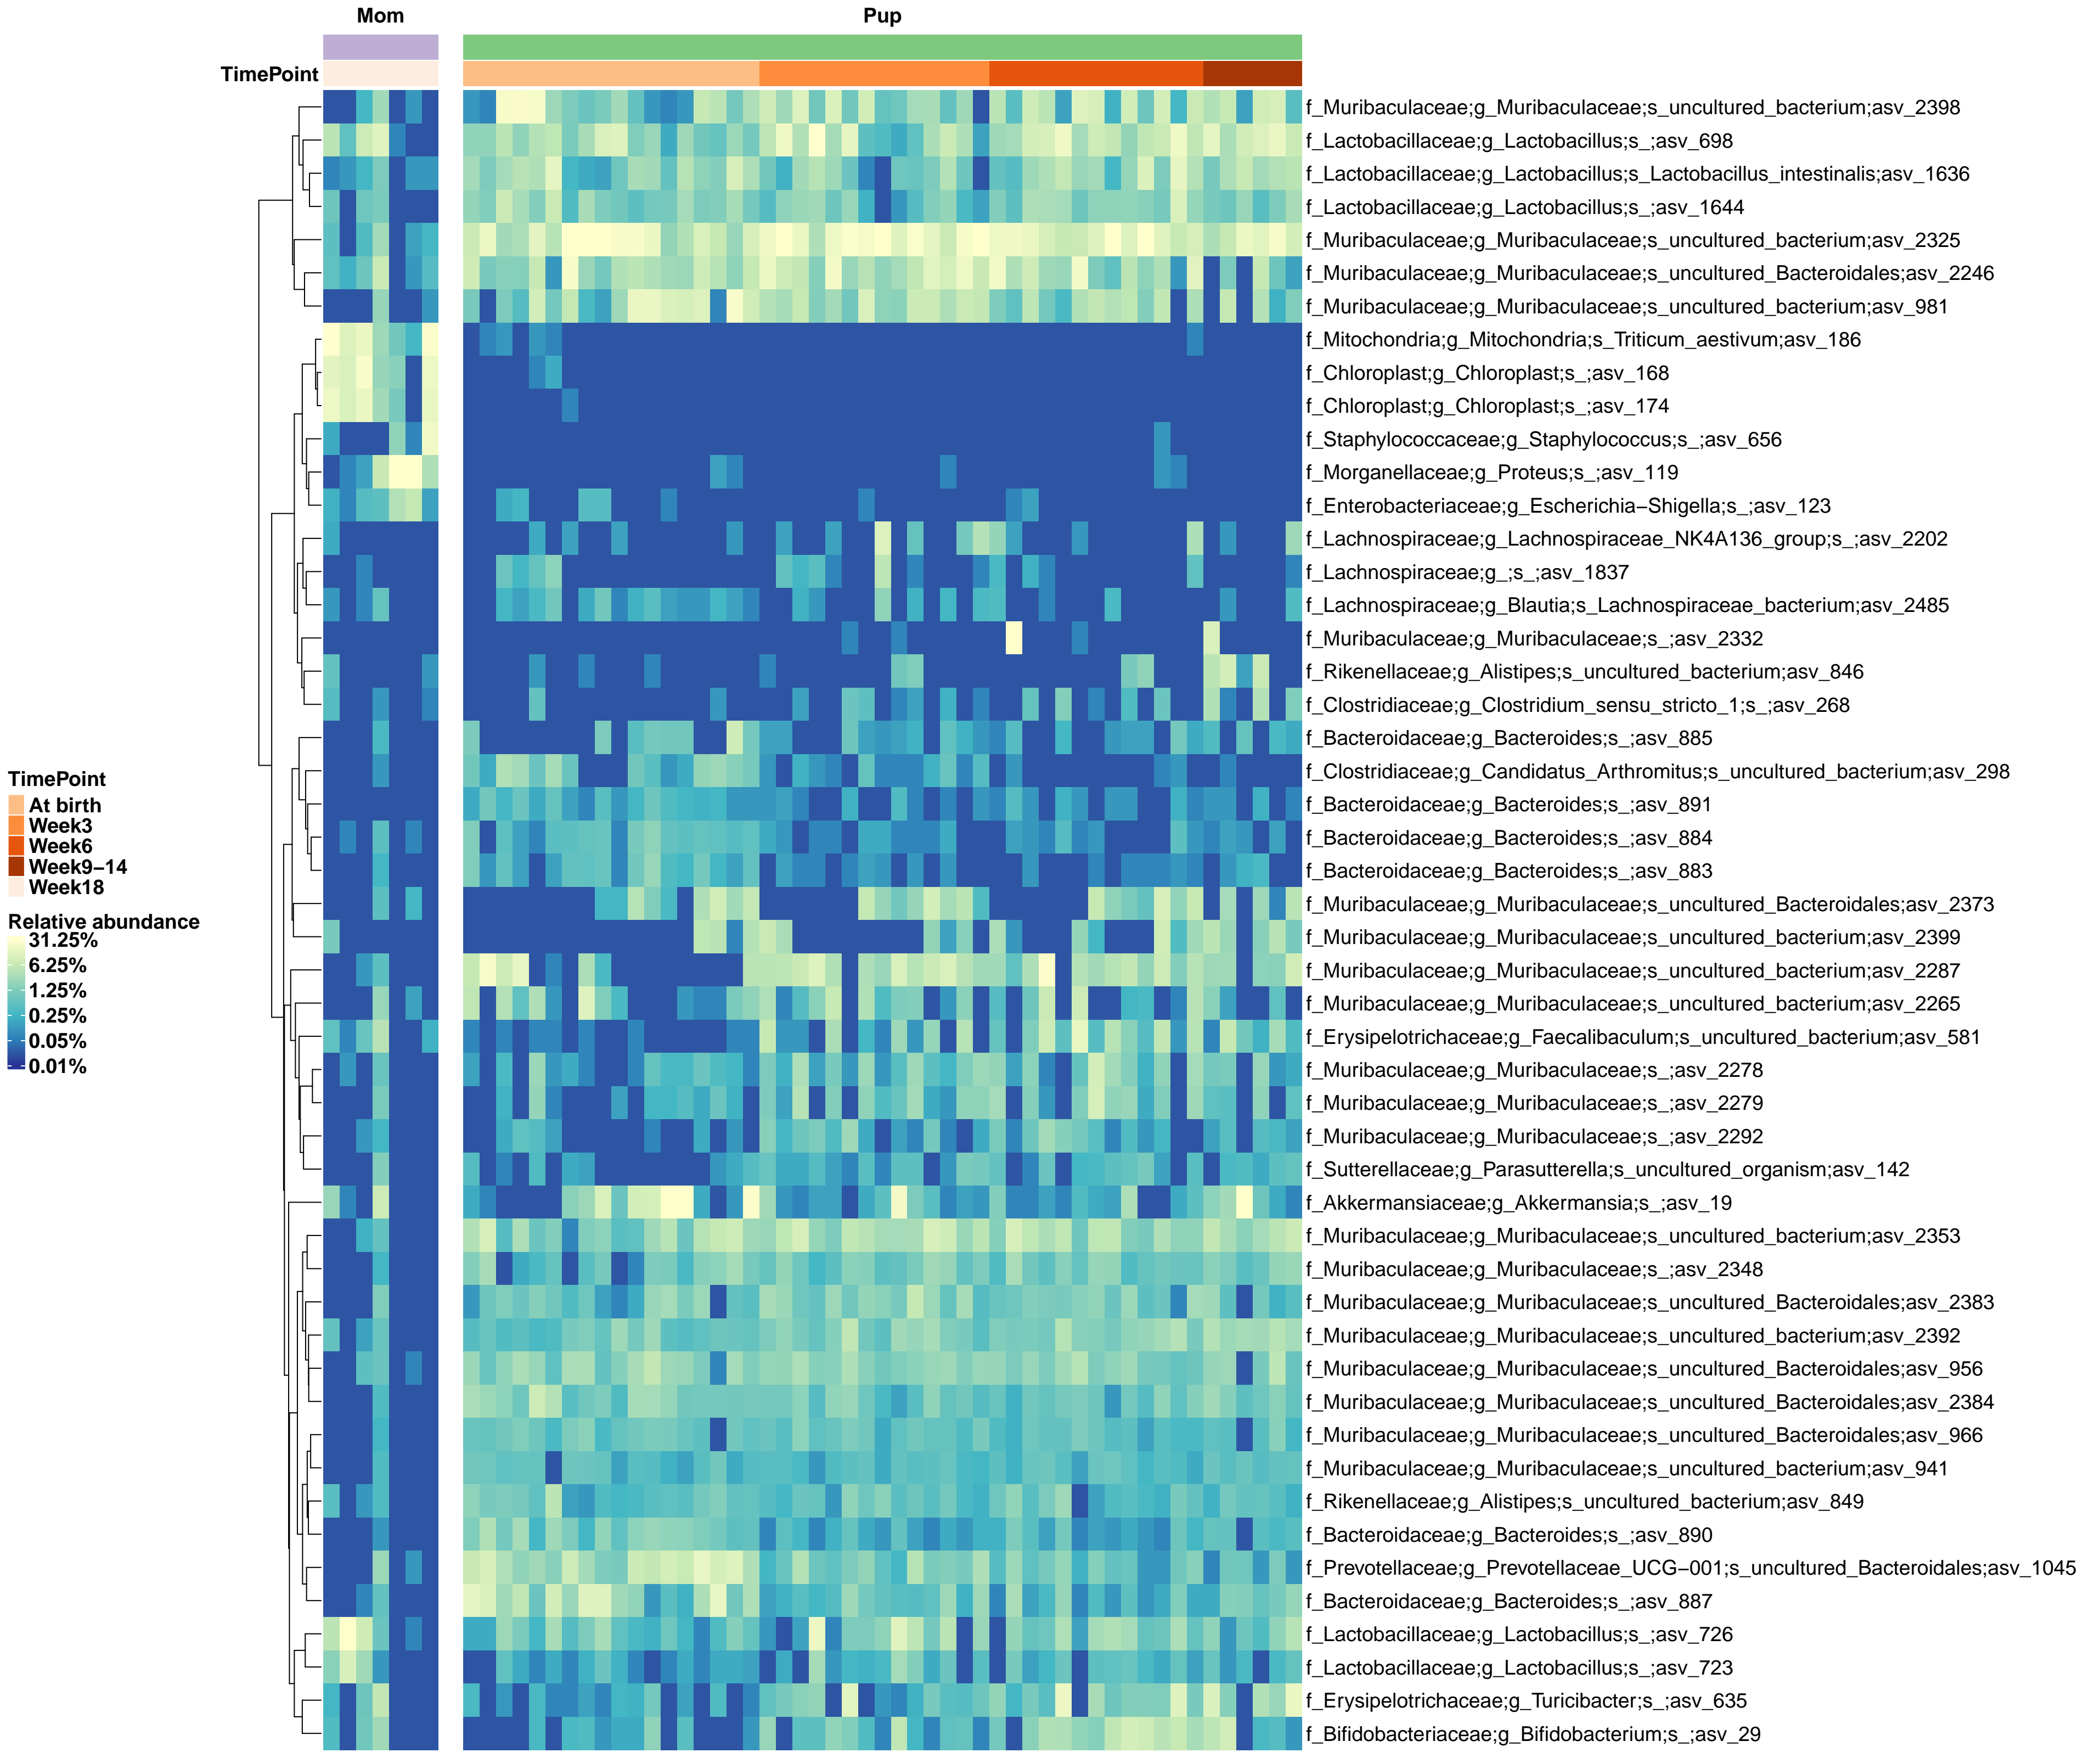 Mom
Pup
TimePoint
f_Muribaculaceae;g_Muribaculaceae;s_uncultured_bacterium;asv_2398
f_Lactobacillaceae;g_Lactobacillus;s_;asv_698
f_Lactobacillaceae;g_Lactobacillus;s_Lactobacillus_intestinalis;asv_1636
f_Lactobacillaceae;g_Lactobacillus;s_;asv_1644
f_Muribaculaceae;g_Muribaculaceae;s_uncultured_bacterium;asv_2325
f_Muribaculaceae;g_Muribaculaceae;s_uncultured_Bacteroidales;asv_2246
f_Muribaculaceae;g_Muribaculaceae;s_uncultured_bacterium;asv_981
f_Mitochondria;g_Mitochondria;s_Triticum_aestivum;asv_186
f_Chloroplast;g_Chloroplast;s_;asv_168
f_Chloroplast;g_Chloroplast;s_;asv_174
f_Staphylococcaceae;g_Staphylococcus;s_;asv_656
f_Morganellaceae;g_Proteus;s_;asv_119
f_Enterobacteriaceae;g_Escherichia−Shigella;s_;asv_123
f_Lachnospiraceae;g_Lachnospiraceae_NK4A136_group;s_;asv_2202
f_Lachnospiraceae;g_;s_;asv_1837
f_Lachnospiraceae;g_Blautia;s_Lachnospiraceae_bacterium;asv_2485
f_Muribaculaceae;g_Muribaculaceae;s_;asv_2332
f_Rikenellaceae;g_Alistipes;s_uncultured_bacterium;asv_846
f_Clostridiaceae;g_Clostridium_sensu_stricto_1;s_;asv_268
f_Bacteroidaceae;g_Bacteroides;s_;asv_885
f_Clostridiaceae;g_Candidatus_Arthromitus;s_uncultured_bacterium;asv_298
f_Bacteroidaceae;g_Bacteroides;s_;asv_891
f_Bacteroidaceae;g_Bacteroides;s_;asv_884
f_Bacteroidaceae;g_Bacteroides;s_;asv_883
f_Muribaculaceae;g_Muribaculaceae;s_uncultured_Bacteroidales;asv_2373
f_Muribaculaceae;g_Muribaculaceae;s_uncultured_bacterium;asv_2399
f_Muribaculaceae;g_Muribaculaceae;s_uncultured_bacterium;asv_2287
f_Muribaculaceae;g_Muribaculaceae;s_uncultured_bacterium;asv_2265
f_Erysipelotrichaceae;g_Faecalibaculum;s_uncultured_bacterium;asv_581
f_Muribaculaceae;g_Muribaculaceae;s_;asv_2278
f_Muribaculaceae;g_Muribaculaceae;s_;asv_2279
f_Muribaculaceae;g_Muribaculaceae;s_;asv_2292
f_Sutterellaceae;g_Parasutterella;s_uncultured_organism;asv_142
f_Akkermansiaceae;g_Akkermansia;s_;asv_19
f_Muribaculaceae;g_Muribaculaceae;s_uncultured_bacterium;asv_2353
f_Muribaculaceae;g_Muribaculaceae;s_;asv_2348
f_Muribaculaceae;g_Muribaculaceae;s_uncultured_Bacteroidales;asv_2383
f_Muribaculaceae;g_Muribaculaceae;s_uncultured_bacterium;asv_2392
f_Muribaculaceae;g_Muribaculaceae;s_uncultured_Bacteroidales;asv_956
f_Muribaculaceae;g_Muribaculaceae;s_uncultured_Bacteroidales;asv_2384
f_Muribaculaceae;g_Muribaculaceae;s_uncultured_Bacteroidales;asv_966
f_Muribaculaceae;g_Muribaculaceae;s_uncultured_bacterium;asv_941
f_Rikenellaceae;g_Alistipes;s_uncultured_bacterium;asv_849
f_Bacteroidaceae;g_Bacteroides;s_;asv_890
f_Prevotellaceae;g_Prevotellaceae_UCG−001;s_uncultured_Bacteroidales;asv_1045
f_Bacteroidaceae;g_Bacteroides;s_;asv_887
f_Lactobacillaceae;g_Lactobacillus;s_;asv_726
f_Lactobacillaceae;g_Lactobacillus;s_;asv_723
f_Erysipelotrichaceae;g_Turicibacter;s_;asv_635
f_Bifidobacteriaceae;g_Bifidobacterium;s_;asv_29
TimePoint
At birth
Week3
Week6
Week9−14
Week18
Relative abundance
31.25%
6.25%
1.25%
0.25%
0.05%
0.01%